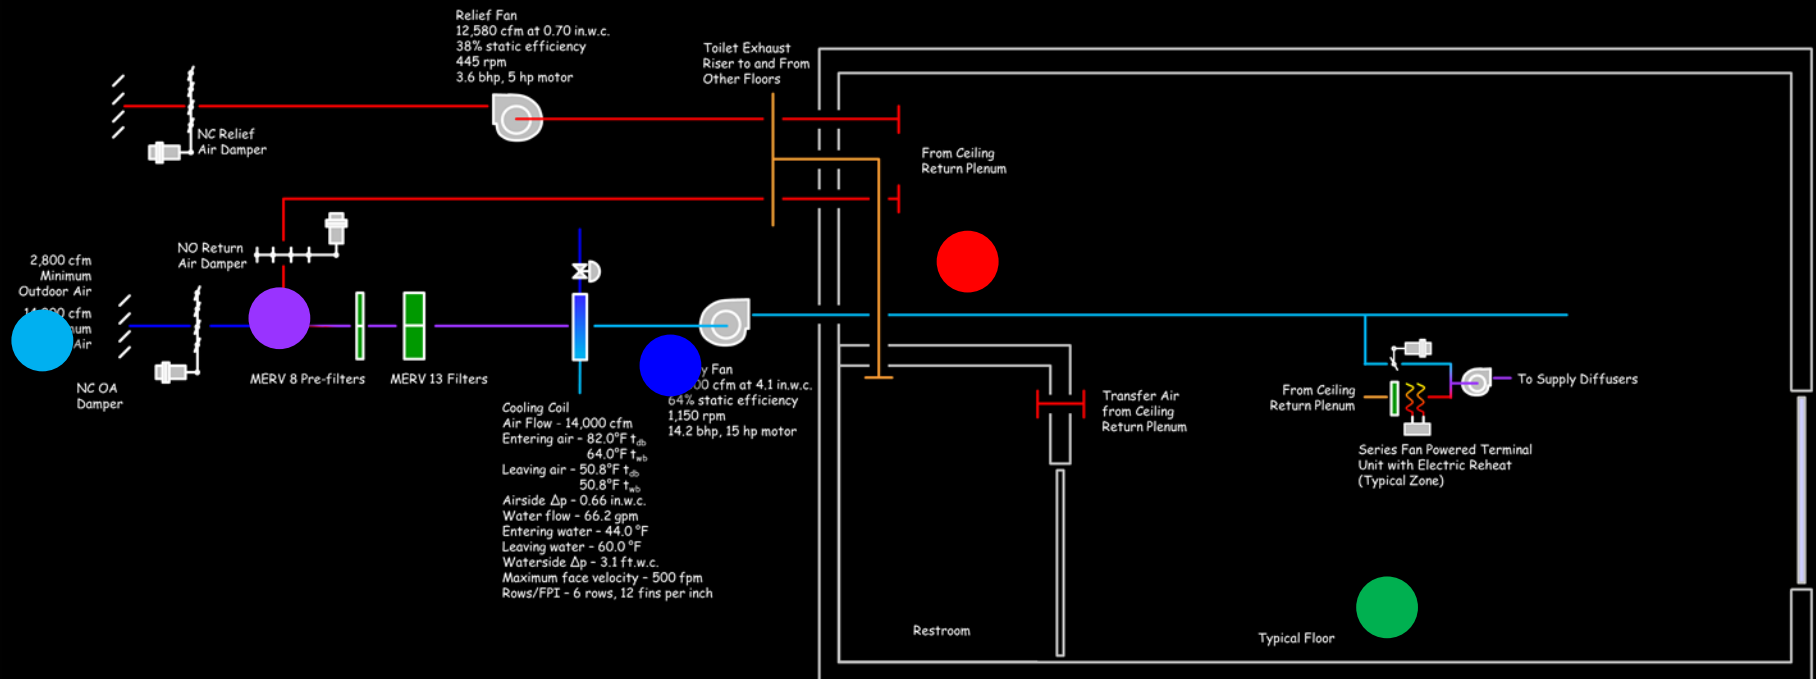 Relief Fan
12,580 cfm at 0.70 in.w.c.
38% static efficiency
445 rpm
3.6 bhp, 5 hp motor
Toilet Exhaust
Riser to and From
Other Floors
NC Relief
Air Damper
From Ceiling
Return Plenum
NO Return
Air Damper
2,800 cfm
Minimum
Outdoor Air
cfm
Air
NC OA
Damper
MERV 8 Pre-filters
MERV 13 Filters
Fan
cfm at 4.1 in.w.c.
64% static efficiency
1,150 rpm
14.2 bhp, 15 hp motor
Cooling Coil
Air Flow - 14,000 cfm
Entering air - 82.0°F tdb
64.0°F twb
Leaving air - 50.8°F tdb
50.8°F twb
Airside Δp - 0.66 in.w.c.
Water flow - 66.2 gpm
Entering water - 44.0 °F
Leaving water - 60.0 °F
Waterside Δp - 3.1 ft.w.c.
Maximum face velocity - 500 fpm
Rows/FPI - 6 rows, 12 fins per inch
Transfer Air
from Ceiling
Return Plenum
From Ceiling
Return Plenum
To Supply Diffusers
Series Fan Powered Terminal
Unit with Electric Reheat
(Typical Zone)
Restroom
Typical Floor